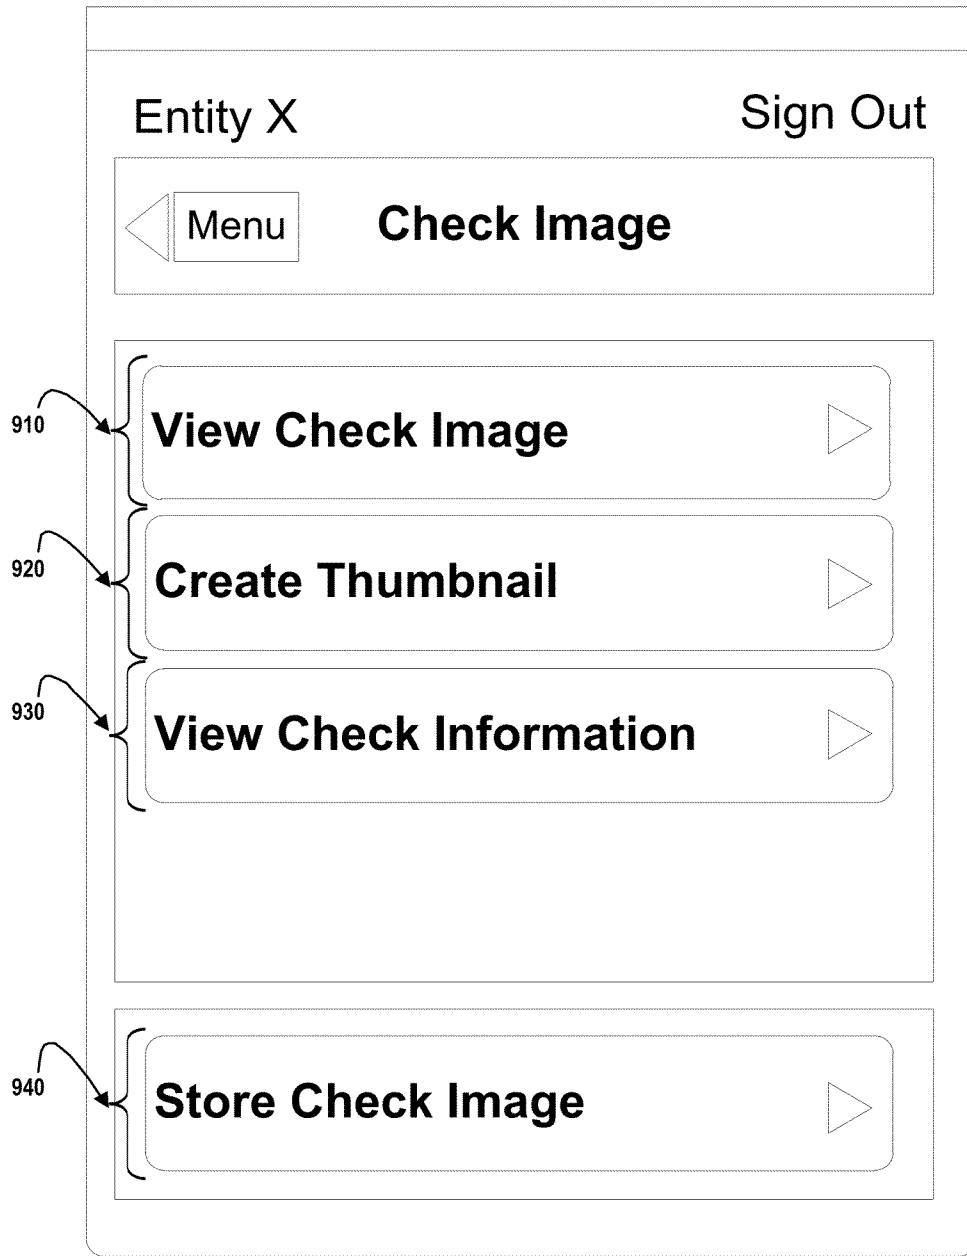 Entity X
Sign Out
Menu
Check Image
910
View Check Image
920
Create Thumbnail
930
View Check Information
940
Store Check Image